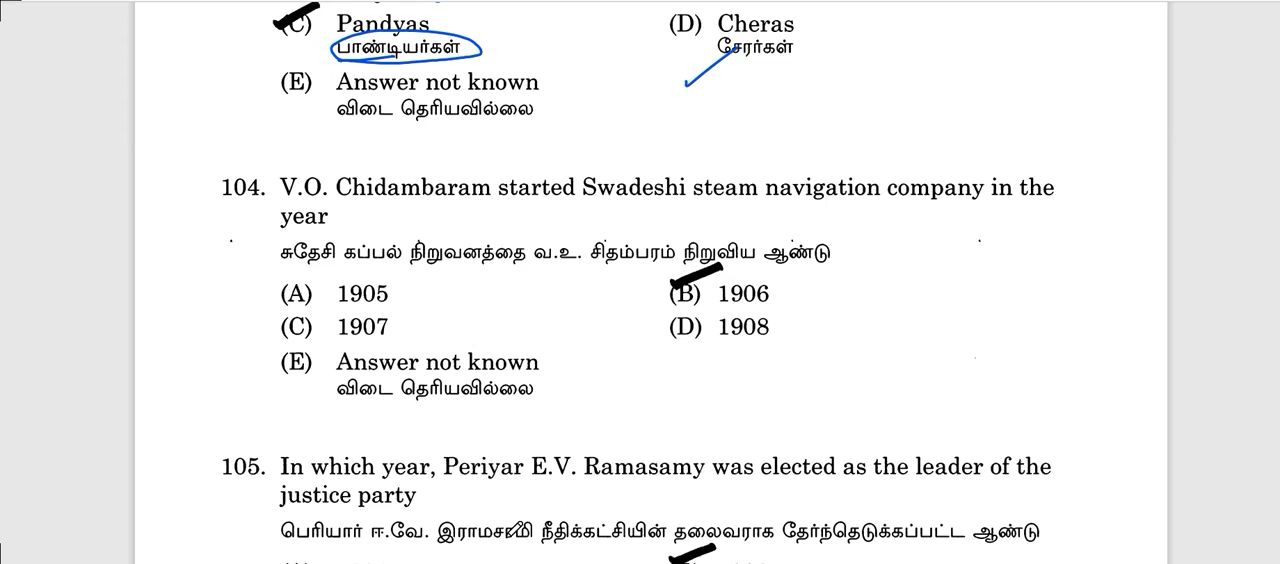 (C) Pandyas (D) Cheras
பாண்டியர்கள் சேரர்கள்
(E) Answer not known
விடை தெரியவில்லை
104. V.O. Chidambaram started Swadeshi steam navigation company in the
year
சுதேசி கப்பல் நிறுவனத்தை வ.உ. சிதம்பரம் நிறுவிய ஆண்டு
(A) 1905 (B) 1906
(C) 1907 (D) 1908
(E) Answer not known
விடை தெரியவில்லை
105. In which year, Periyar E.V. Ramasamy was elected as the leader of the
justice party
பெரியார் ஈ.வே. இராமசாமி நீதிக்கட்சியின் தலைவராக தேர்ந்தெடுக்கப்பட்ட ஆண்டு